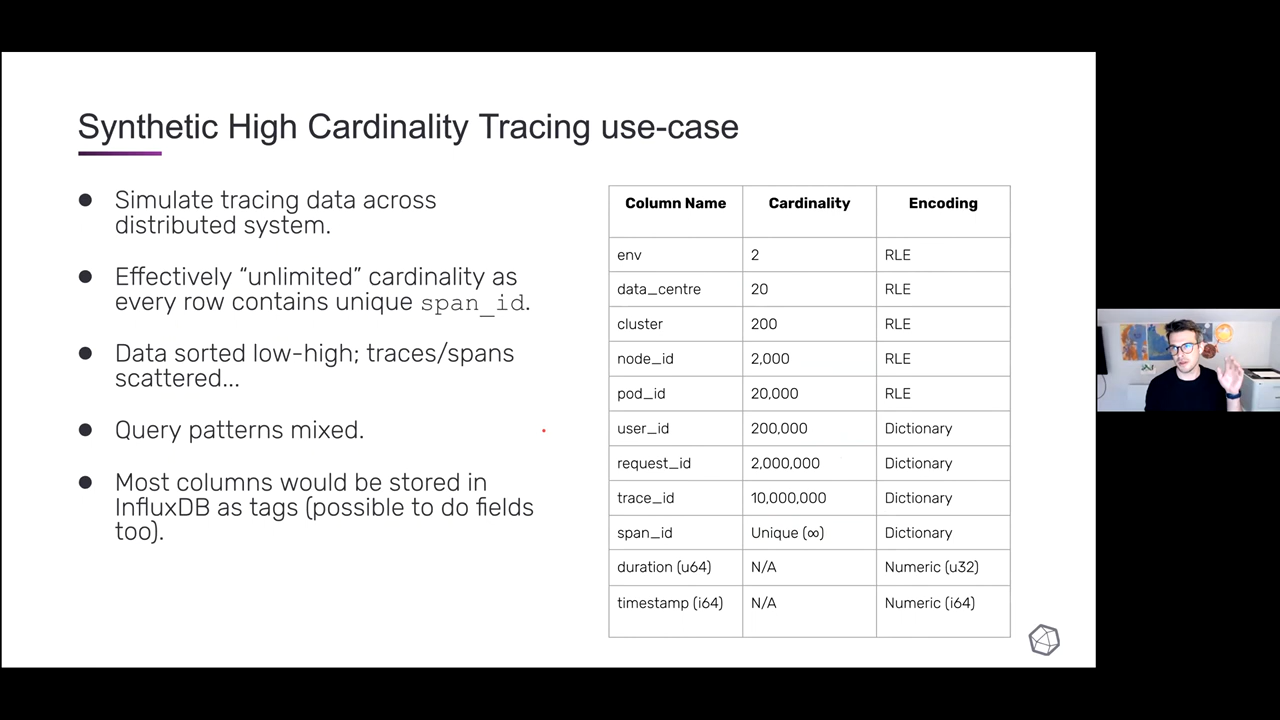 Synthetic High Cardinality Tracing use-case
● Simulate tracing data across
distributed system.
● Effectively “unlimited” cardinality as
every row contains unique span_id.
● Data sorted low-high; traces/spans
scattered...
● Query patterns mixed.
● Most columns would be stored in
InfluxDB as tags (possible to do fields
too).
Column Name Cardinality Encoding
env 2 RLE
data_centre 20 RLE
cluster 200 RLE
node_id 2,000 RLE
pod_id 20,000 RLE
user_id 200,000 Dictionary
request_id 2,000,000 Dictionary
trace_id 10,000,000 Dictionary
span_id Unique (∞) Dictionary
duration (u64) N/A Numeric (u32)
timestamp (i64) N/A Numeric (i64)